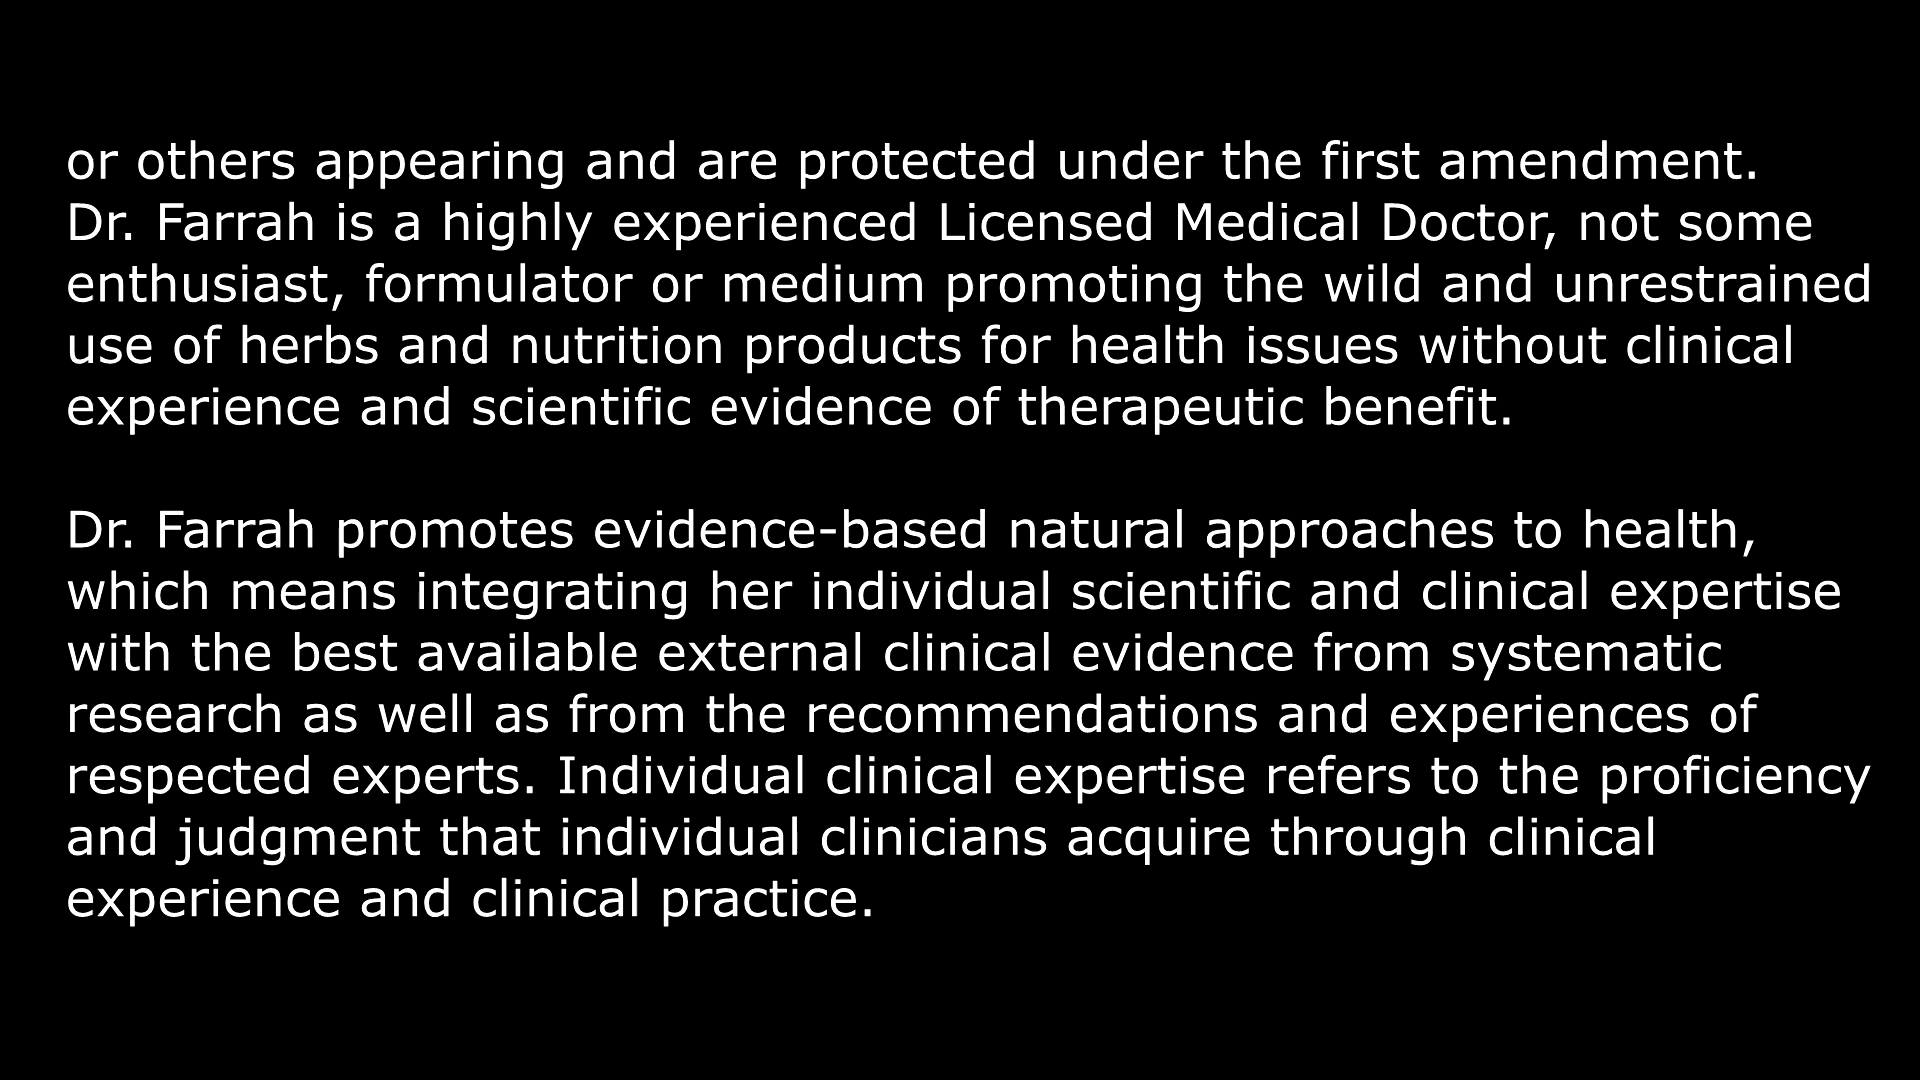 or others appearing and are protected under the first amendment.
Dr. Farrah is a highly experienced Licensed Medical Doctor, not some
enthusiast, formulator or medium promoting the wild and unrestrained
use of herbs and nutrition products for health issues without clinical
experience and scientific evidence of therapeutic benefit.
Dr. Farrah promotes evidence-based natural approaches to health,
which means integrating her individual scientific and clinical expertise
with the best available external clinical evidence from systematic
research as well as from the recommendations and experiences of
respected experts. Individual clinical expertise refers to the proficiency
and judgment that individual clinicians acquire through clinical
experience and clinical practice.